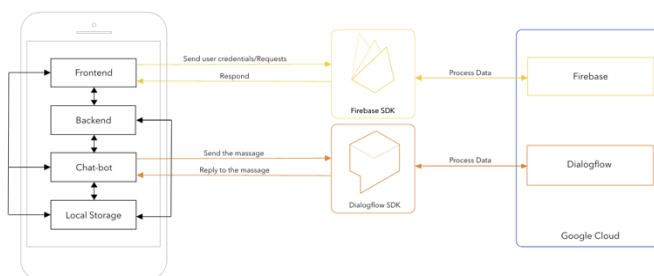 Send user credentials/Requests
Frontend
Respond
Process Data
Firebase
Backend
Firebase SDK
Send the massage
Chat-bot
Reply to the massage
Process Data
Dialogflow
Local Storage
Dialogflow SDK
Google Cloud